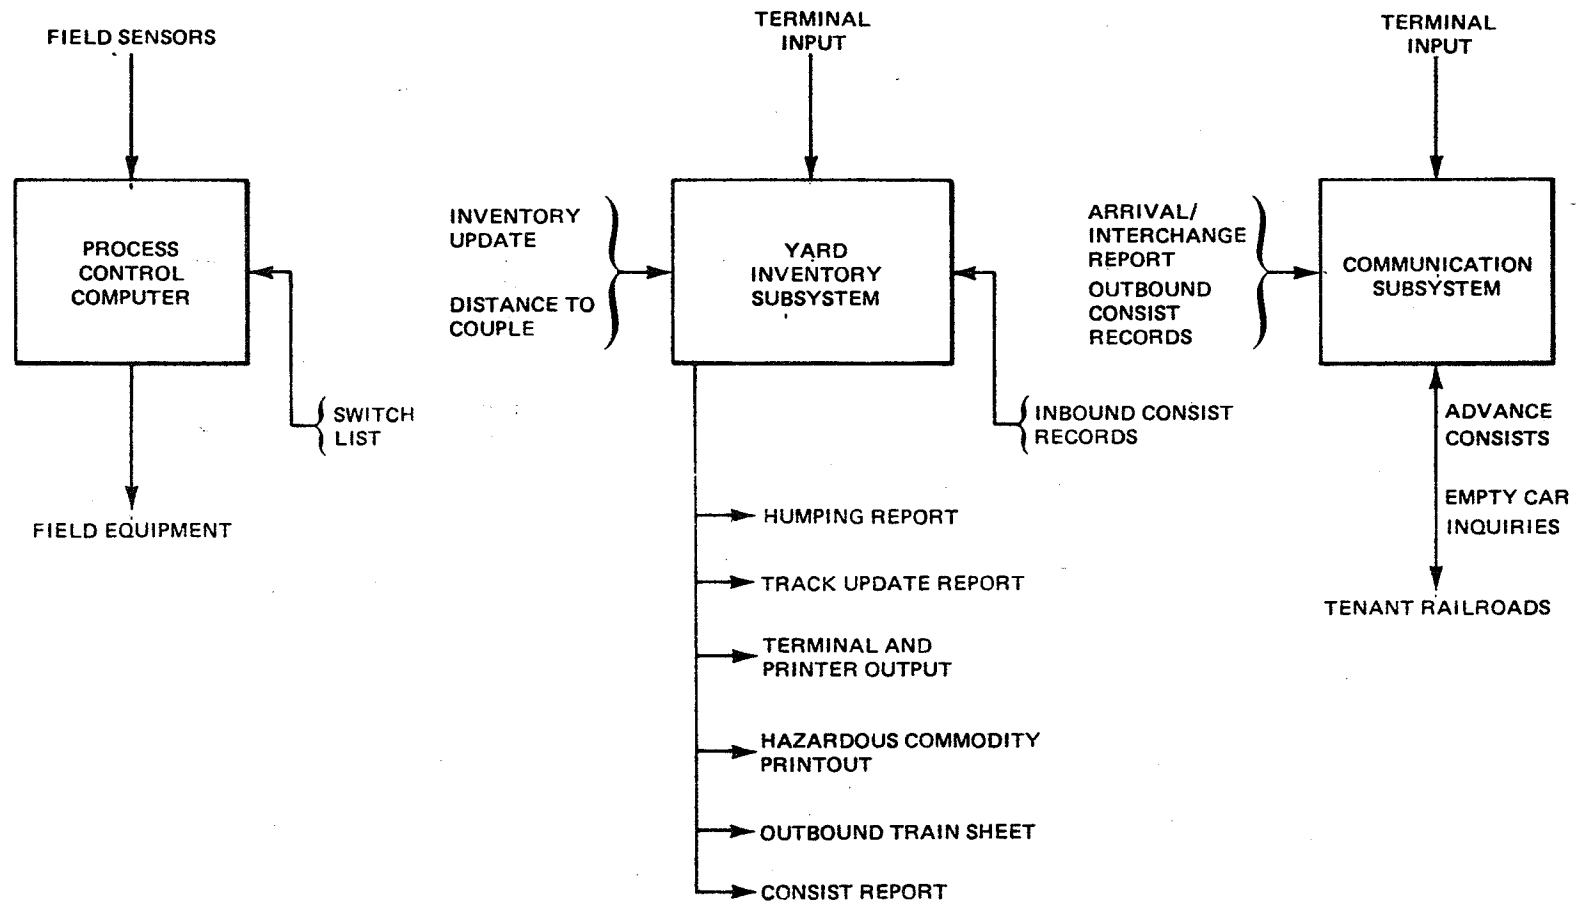 FIELD SENSORS
TERMINAL
INPUT
TERMINAL
INPUT
PROCESS
CONTROL
COMPUTER
SWITCH
LIST
FIELD EQUIPMENT
INVENTORY
UPDATE
DISTANCE TO
COUPLE
YARD
INVENTORY
SUBSYSTEM
INBOUND CONSIST
RECORDS
HUMPING REPORT
TRACK UPDATE REPORT
TERMINAL AND
PRINTER OUTPUT
HAZARDOUS COMMODITY
PRINTOUT
OUTBOUND TRAIN SHEET
CONSIST REPORT
ARRIVAL/
INTERCHANGE
REPORT
OUTBOUND
CONSIST
RECORDS
COMMUNICATION
SUBSYSTEM
ADVANCE
CONSISTS
EMPTY CAR
INQUIRIES
TENANT RAILROADS